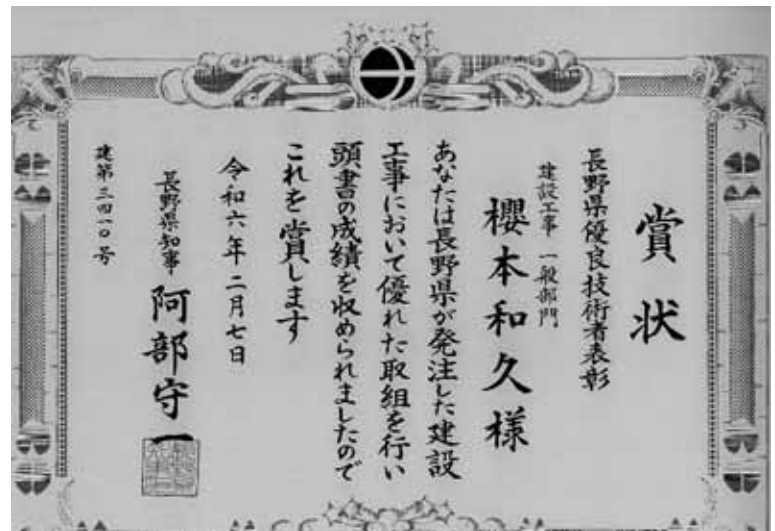 賞状
長野県優良技術者表彰
建設工事 一般部門
櫻本和久様
あなたは長野県が発注した建設
工事において優れた取組を行い
頭書の成績を収められましたので
これを賞します
令和六年二月七日
長野県知事 阿部守一
建第三四一〇号